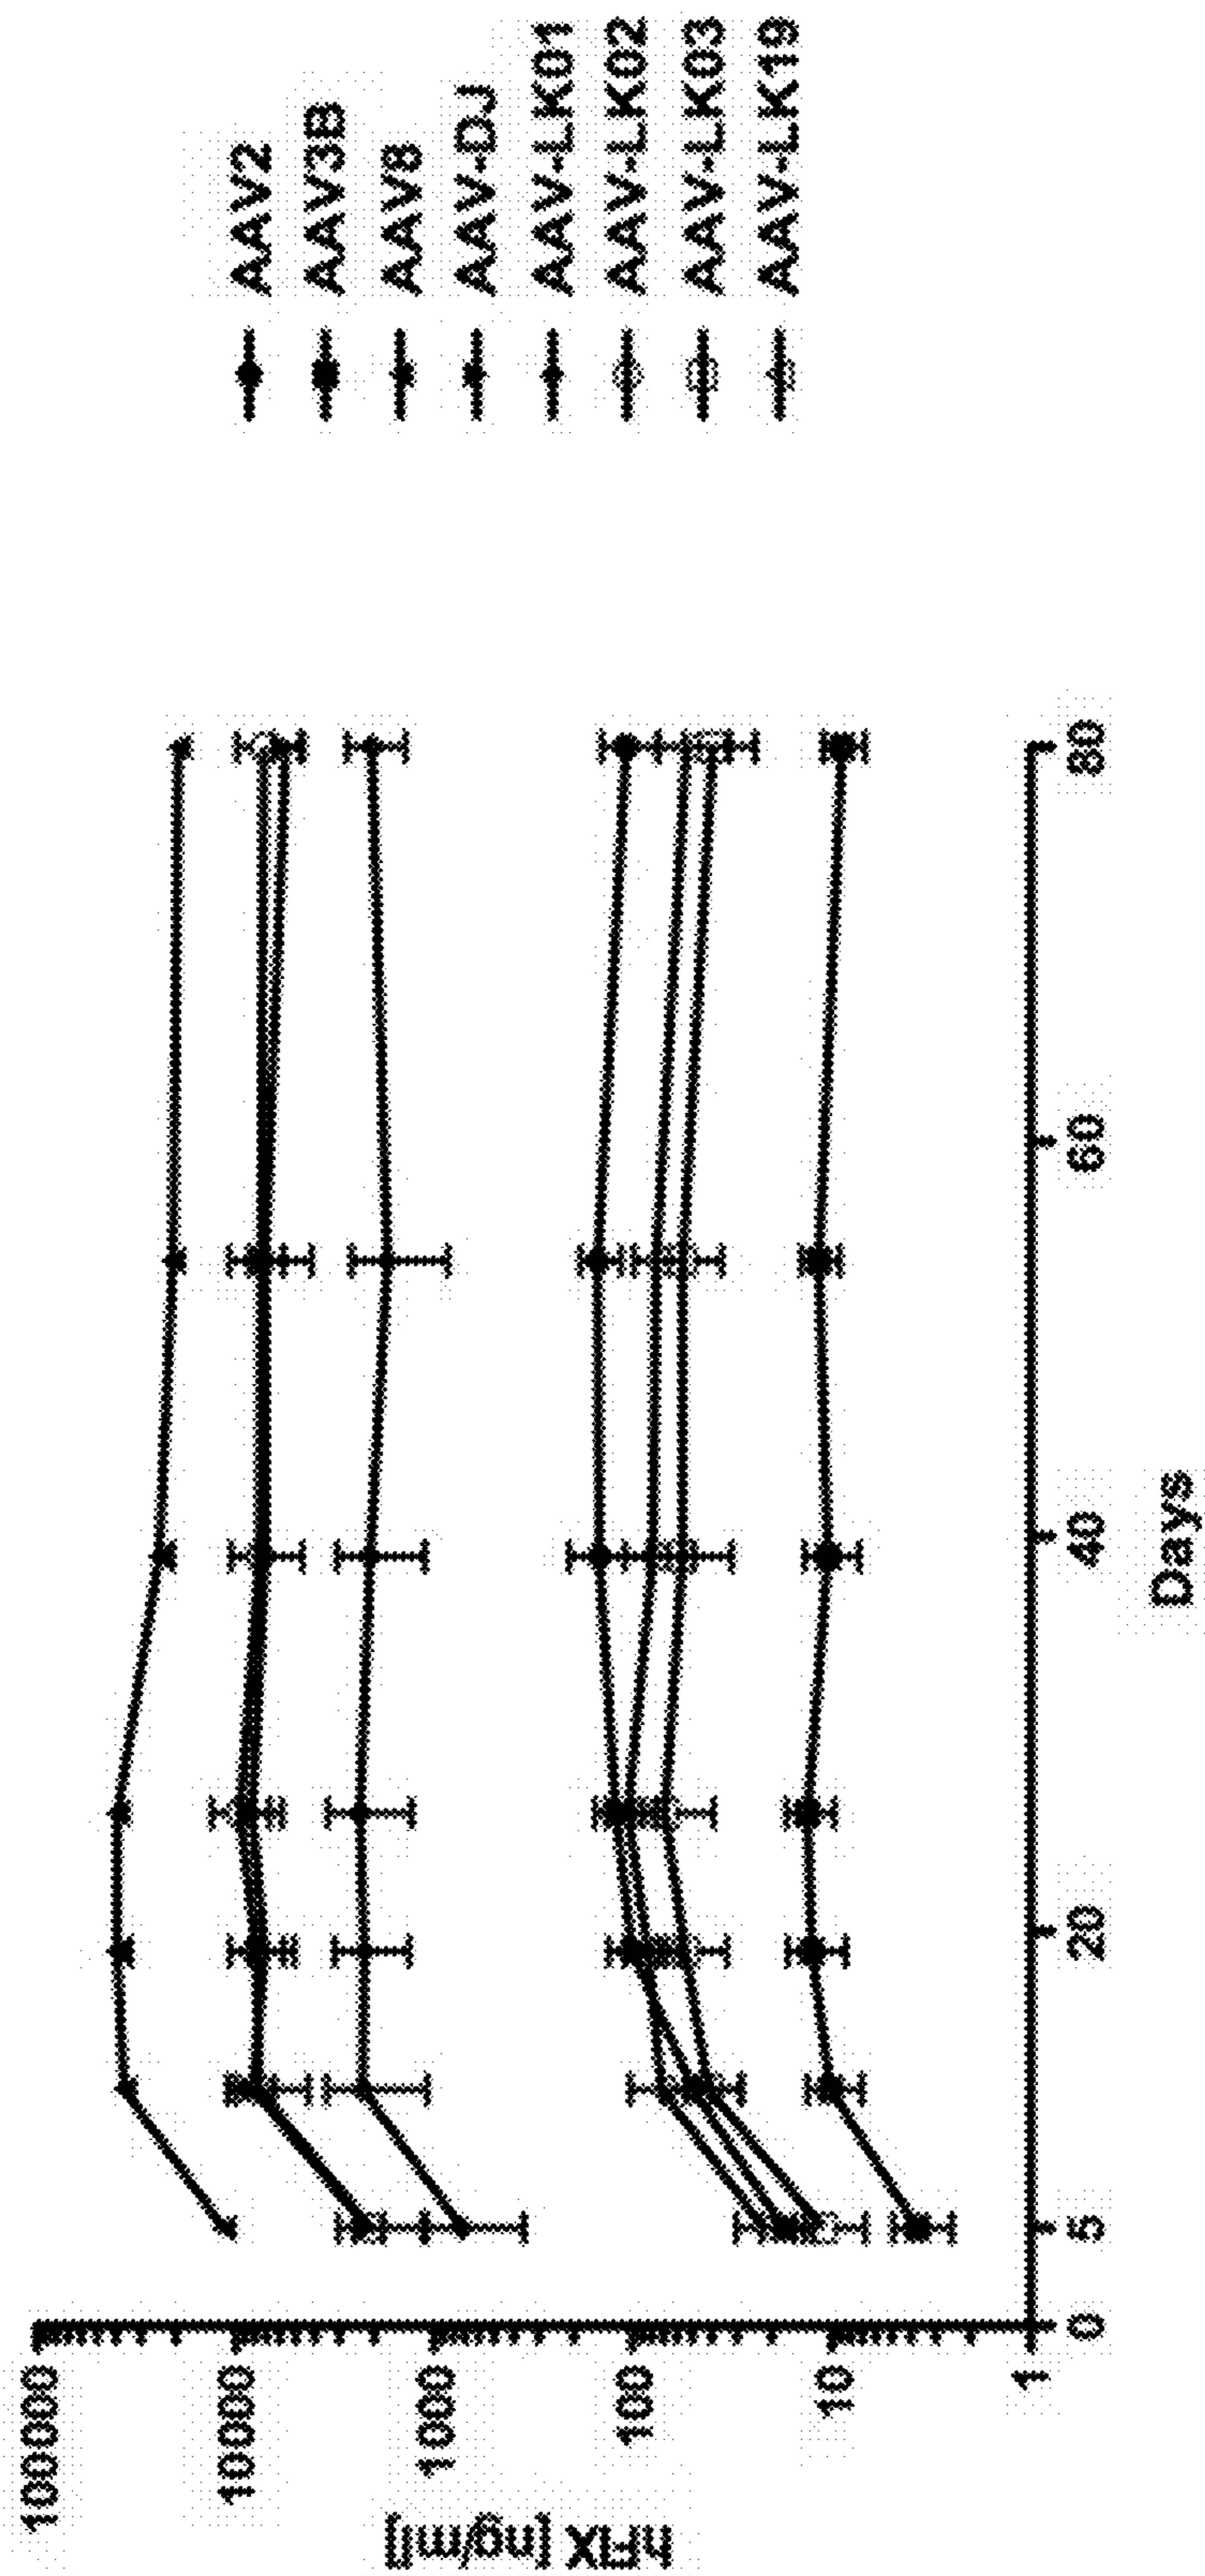 hFIX [ng/ml]
100000
10000
1000
100
10
1
0
5
20
40
60
80
Days
AAV2
AAV3B
AAV8
AAV-DJ
AAV-LK01
AAV-LK02
AAV-LK03
AAV-LK19